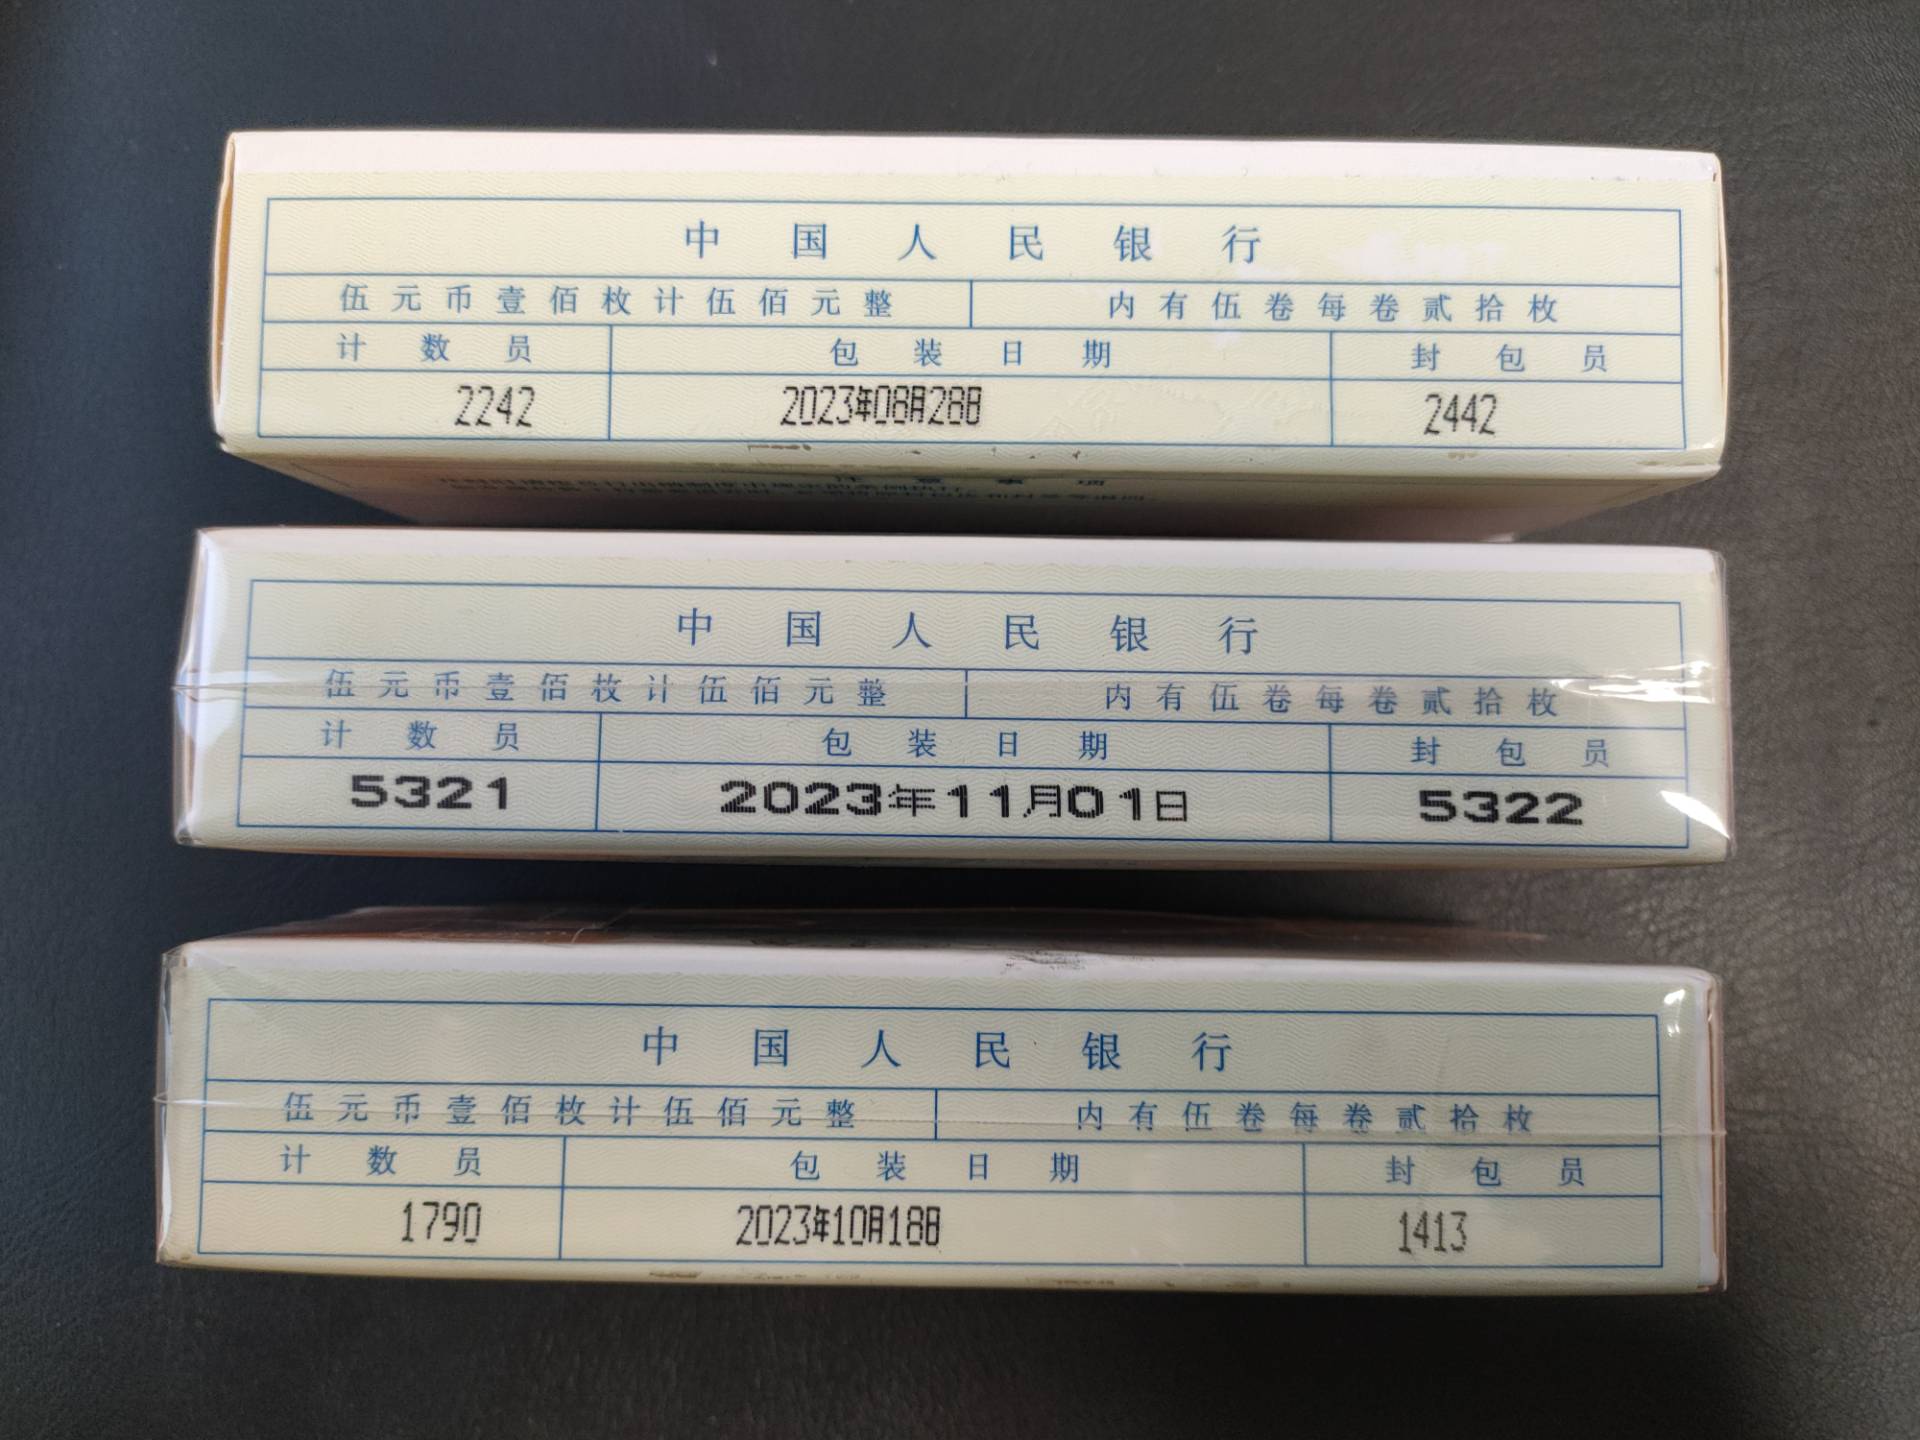 中国人民银行
伍元币壹佰枚计伍佰元整 内有伍卷每卷贰拾枚
计数员 包装日期 封包员
2242 2023年08月28日 2442
注意事项
中国人民银行
伍元币壹佰枚计伍佰元整 内有伍卷每卷贰拾枚
计数员 包装日期 封包员
5321 2023年11月01日 5322
中国人民银行
伍元币壹佰枚计伍佰元整 内有伍卷每卷贰拾枚
计数员 包装日期 封包员
1790 2023年10月18日 1413